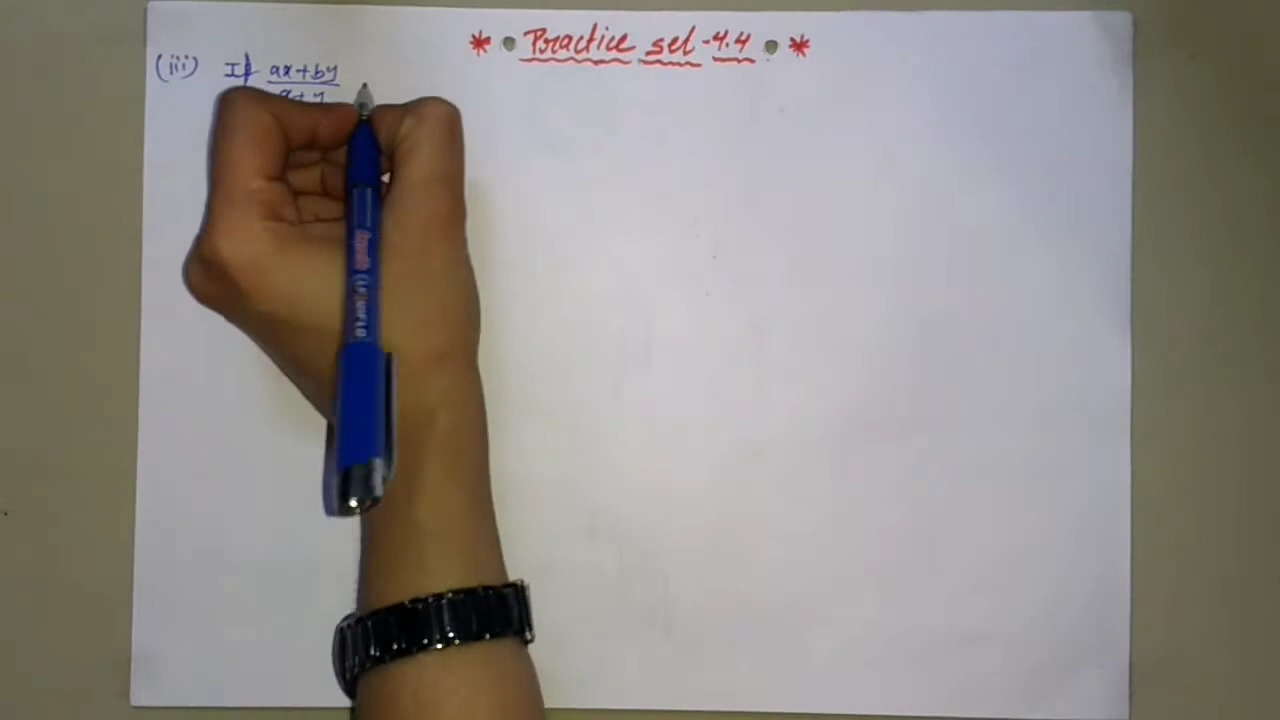 * • Practice set-4.4 • *
(iii) If ax+by
x+y